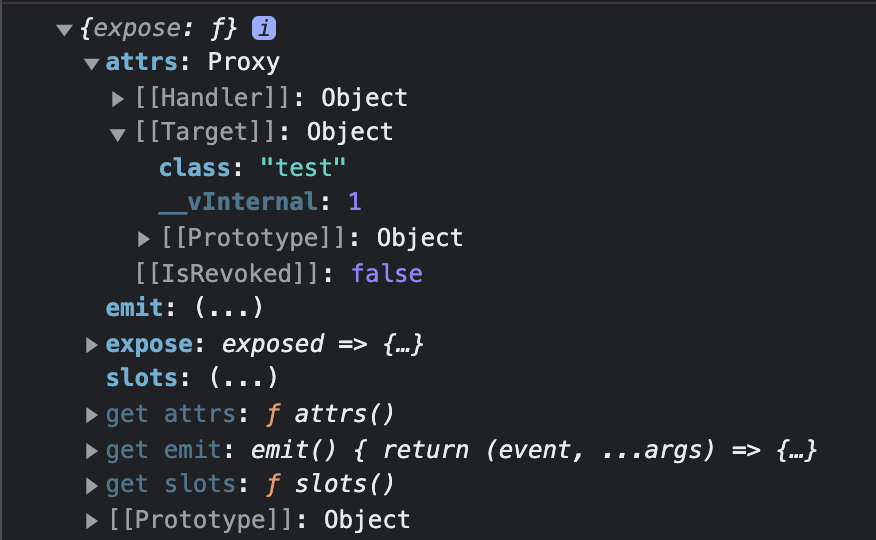 {expose: ƒ} i
attrs: Proxy
[[Handler]]: Object
[[Target]]: Object
class: "test"
__vInternal: 1
[[Prototype]]: Object
[[IsRevoked]]: false
emit: (...)
expose: exposed => {…}
slots: (...)
get attrs: ƒ attrs()
get emit: emit() { return (event, ...args) => {…}
get slots: ƒ slots()
[[Prototype]]: Object